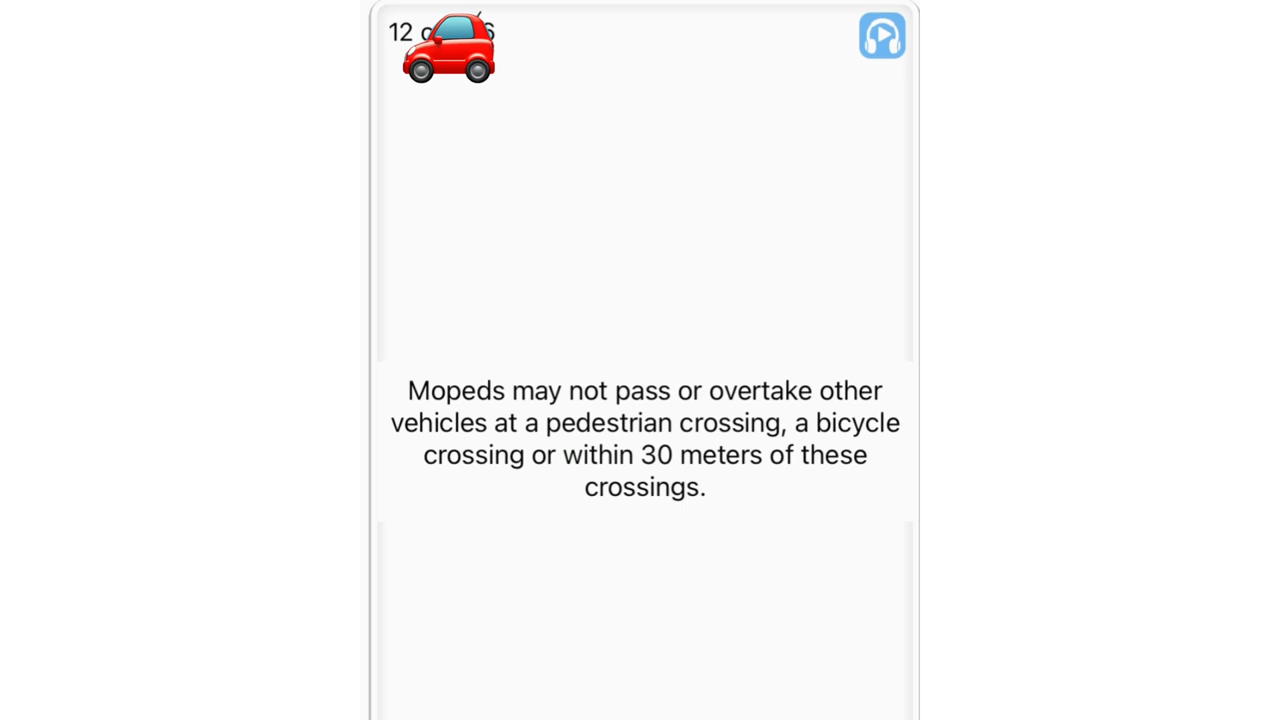 12
Mopeds may not pass or overtake other
vehicles at a pedestrian crossing, a bicycle
crossing or within 30 meters of these
crossings.